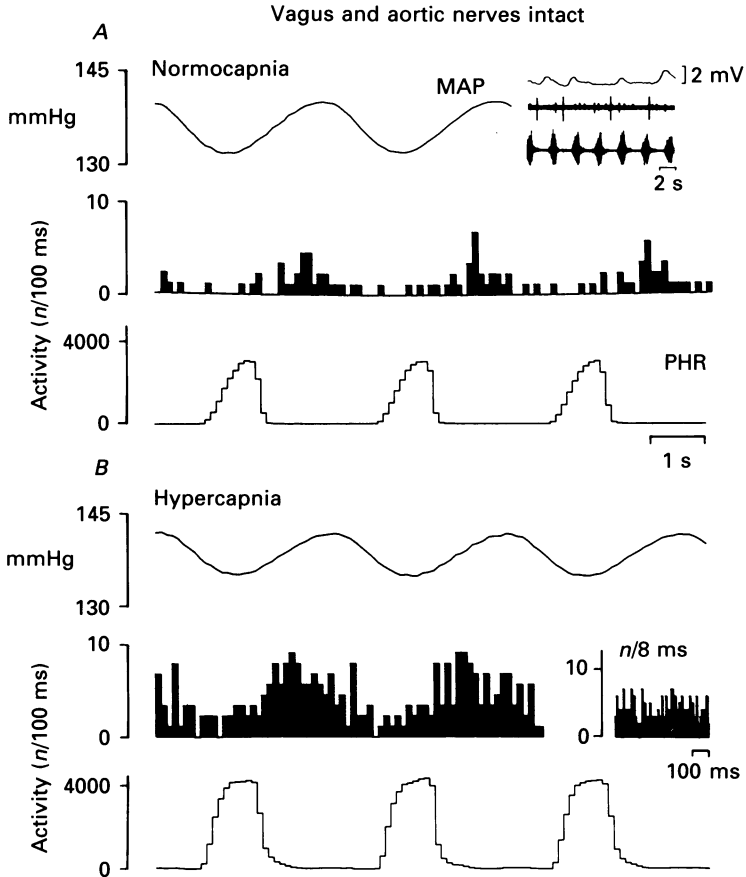 Vagus and aortic nerves intact
A
Normocapnia
145
mmHg
130
MAP
2 mV
2 s
10
0
Activity (n/100 ms)
4000
0
PHR
1 s
B
Hypercapnia
145
mmHg
130
10
0
Activity (n/100 ms)
n/8 ms
10
0
100 ms
4000
0